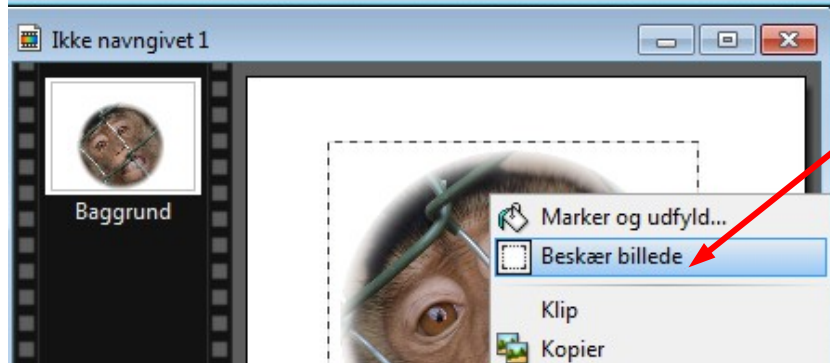 Ikke navngivet 1
Baggrund
Marker og udfyld...
Beskær billede
Klip
Kopier